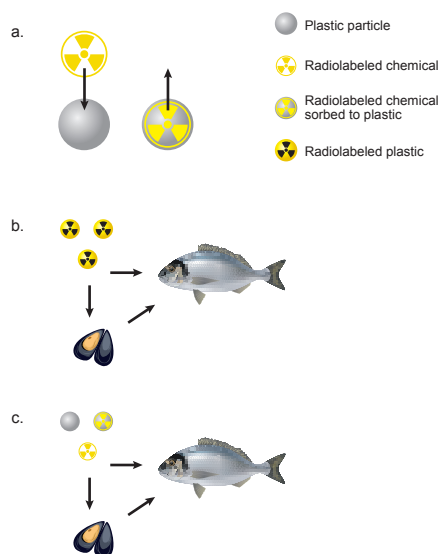 a.
Plastic particle
Radiolabeled chemical
Radiolabeled chemical
sorbed to plastic
Radiolabeled plastic
b.
c.